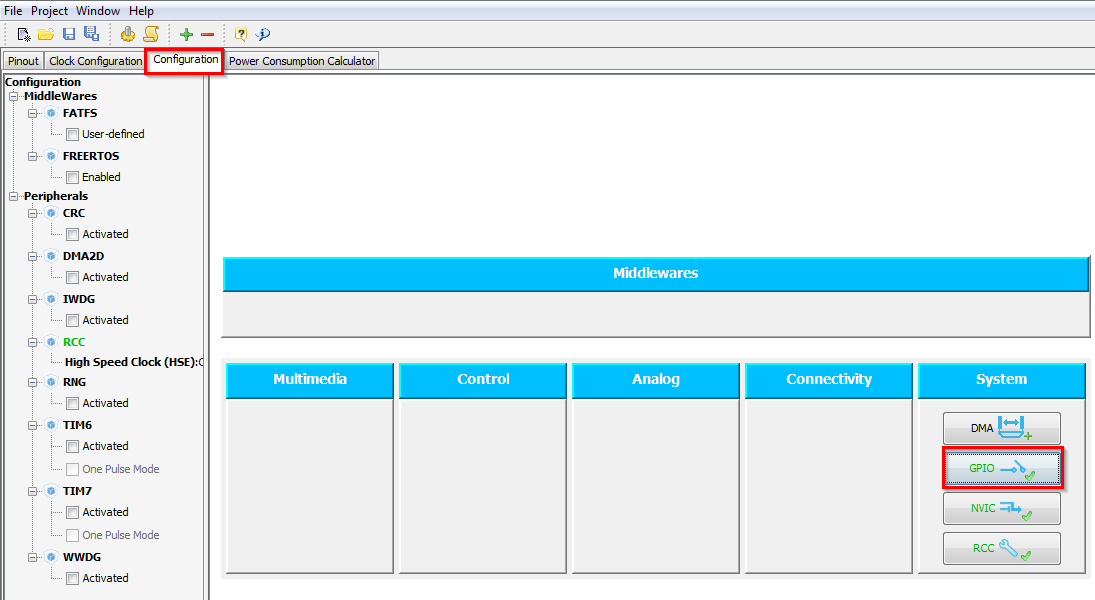 File Project Window Help
Pinout Clock Configuration Configuration Power Consumption Calculator
Configuration
MiddleWares
FATFS
User-defined
FREERTOS
Enabled
Peripherals
CRC
Activated
DMA2D
Activated
IWDG
Activated
RCC
High Speed Clock (HSE):
RNG
Activated
TIM6
Activated
One Pulse Mode
TIM7
Activated
One Pulse Mode
WWDG
Activated
Middlewares
Multimedia Control Analog Connectivity System
DMA
GPIO
NVIC
RCC